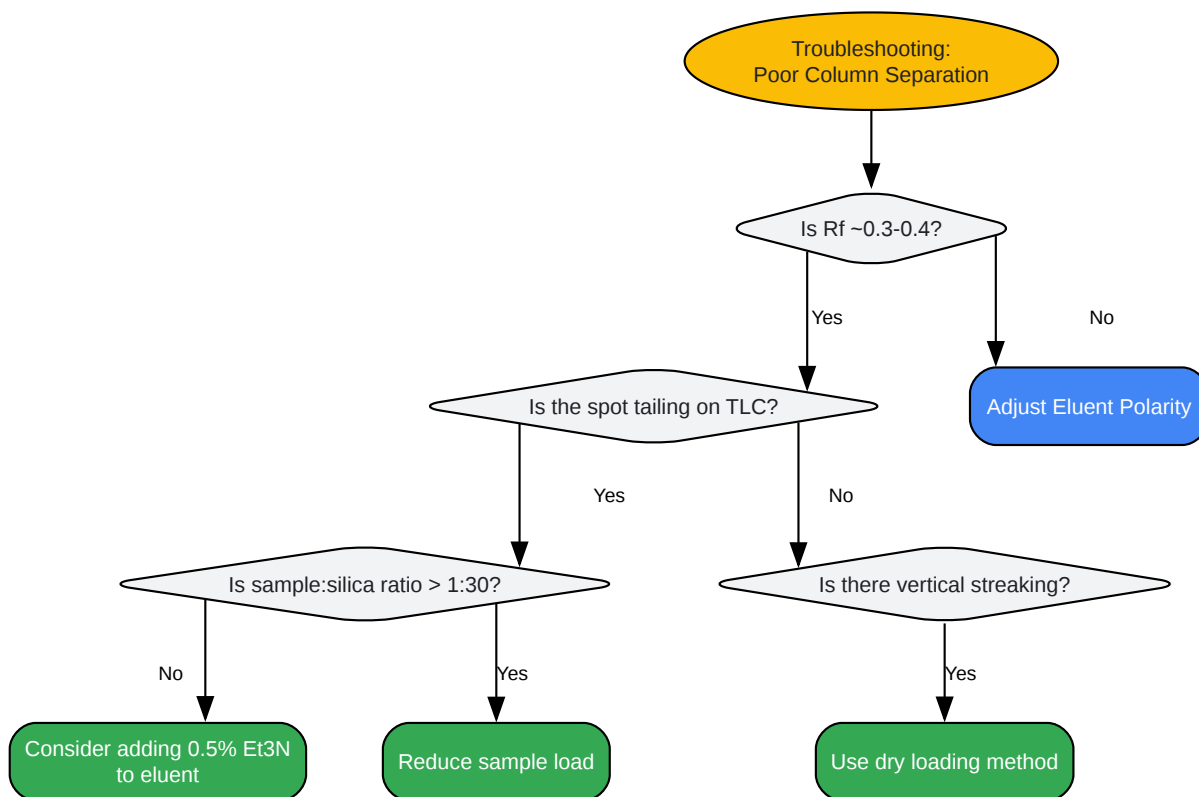 Troubleshooting:
Poor Column Separation
Is Rf ~0.3-0.4?
Yes
No
Is the spot tailing on TLC?
Adjust Eluent Polarity
Yes
No
Is sample:silica ratio > 1:30?
Is there vertical streaking?
No
Yes
Yes
Consider adding 0.5% Et3N
to eluent
Reduce sample load
Use dry loading method